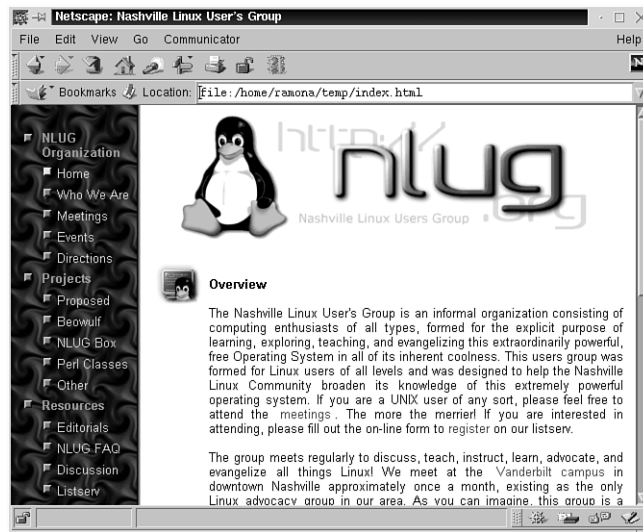 Netscape: Nashville Linux User's Group
File Edit View Go Communicator Help
Bookmarks Location: file:/home/ramona/temp/index.html
NLUG
Organization
Home
Who We Are
Meetings
Events
Directions
Projects
Proposed
Beowulf
NLUG Box
Perl Classes
Other
Resources
Editorials
NLUG FAQ
Discussion
Listserv
http://
nlug
.org
Nashville Linux Users Group
Overview
The Nashville Linux User's Group is an informal organization consisting of
computing enthusiasts of all types, formed for the explicit purpose of
learning, exploring, teaching, and evangelizing this extraordinarily powerful,
free Operating System in all of its inherent coolness. This users group was
formed for Linux users of all levels and was designed to help the Nashville
Linux Community broaden its knowledge of this extremely powerful
operating system. If you are a UNIX user of any sort, please feel free to
attend the meetings . The more the merrier! If you are interested in
attending, please fill out the on-line form to register on our listserv.
The group meets regularly to discuss, teach, instruct, learn, advocate, and
evangelize all things Linux! We meet at the Vanderbilt campus in
downtown Nashville approximately once a month, existing as the only
Linux advocacy group in our area. As you can imagine, this group is a